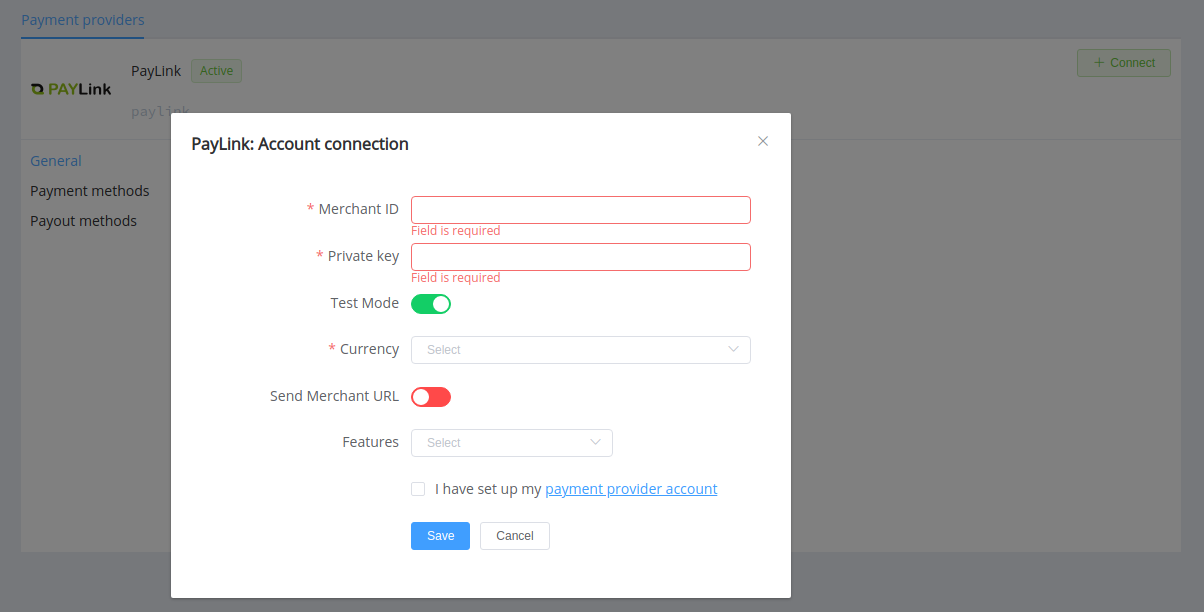 Payment providers
PAYLink
PayLink Active
+ Connect
paylink
General
Payment methods
Payout methods
PayLink: Account connection
* Merchant ID
Field is required
* Private key
Field is required
Test Mode
* Currency Select
Send Merchant URL
Features Select
I have set up my payment provider account
Save Cancel